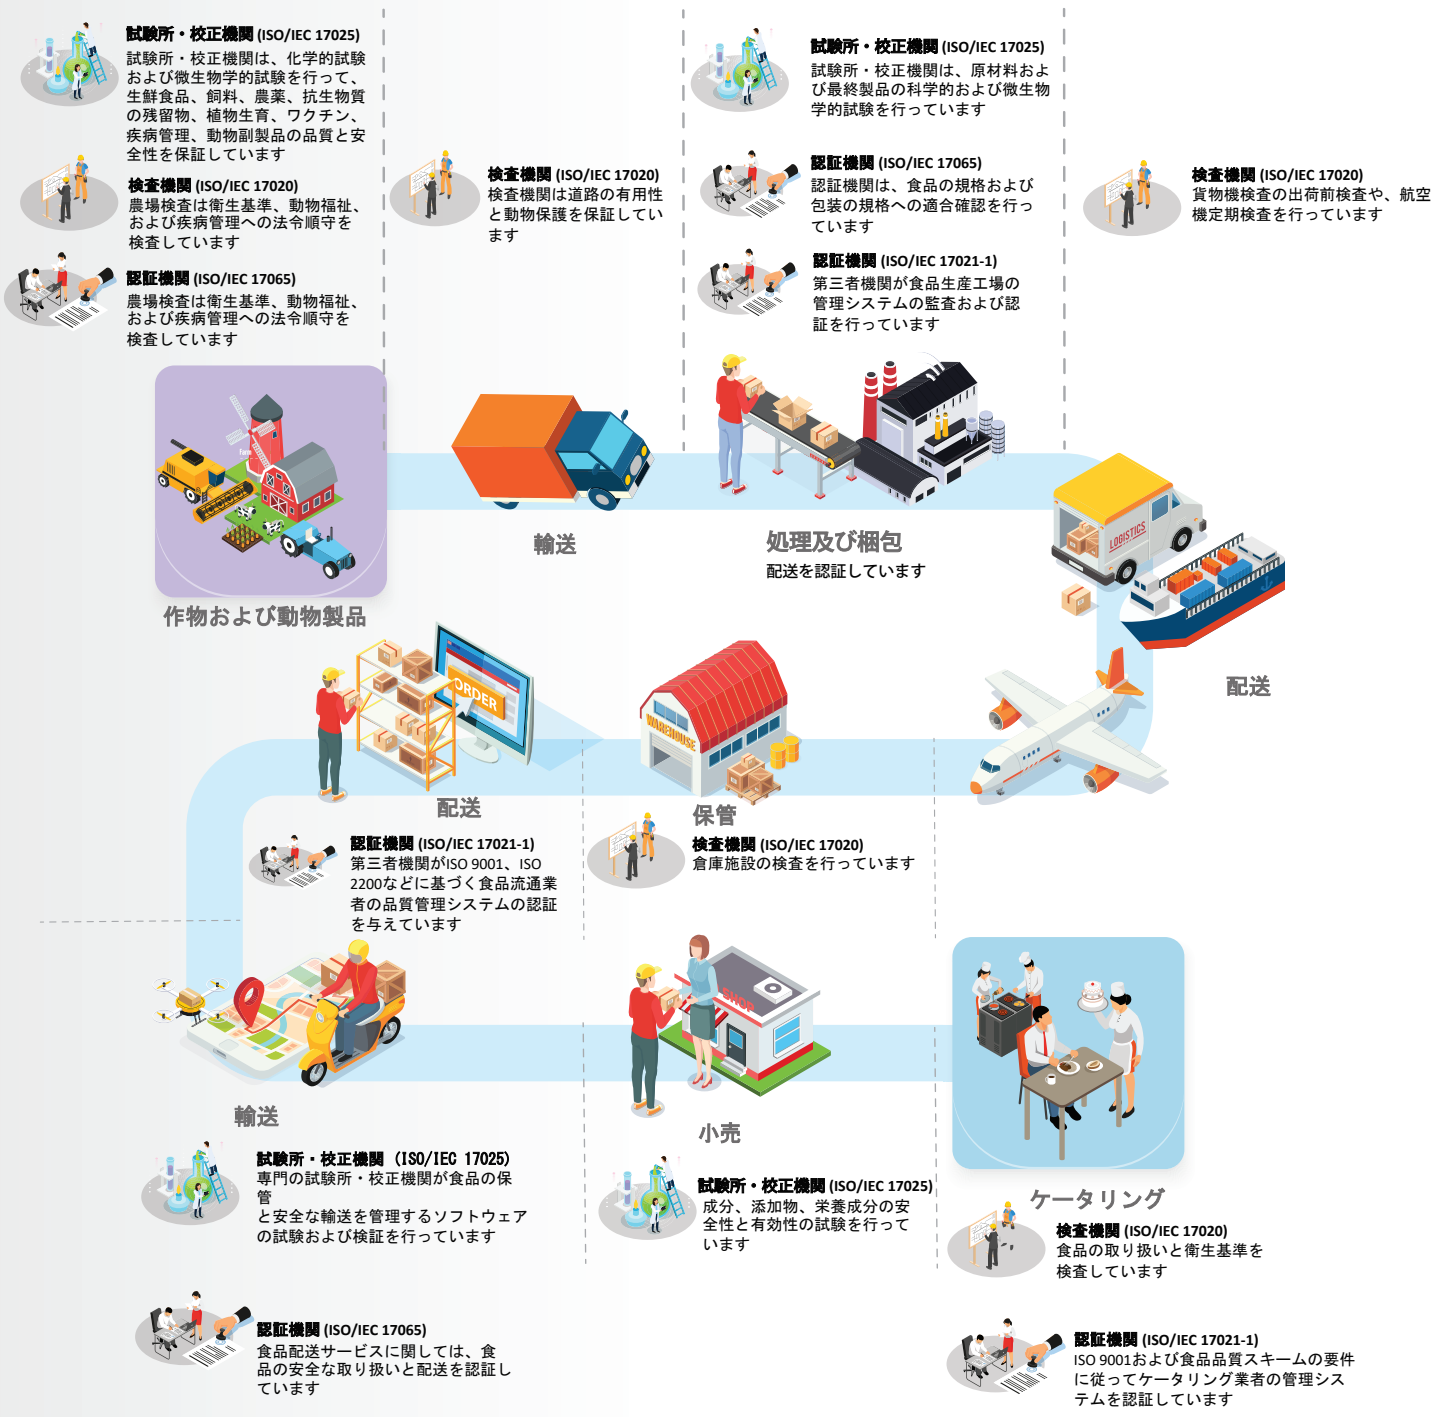 試験所・校正機関 (ISO/IEC 17025)
試験所・校正機関は、化学的試験
および微生物学的試験を行って、
生鮮食品、飼料、農薬、抗生物質
の残留物、植物生育、ワクチン、
疾病管理、動物副製品の品質と安
全性を保証しています
検査機関 (ISO/IEC 17020)
農場検査は衛生基準、動物福祉、
および疾病管理への法令順守を
検査しています
認証機関 (ISO/IEC 17065)
農場検査は衛生基準、動物福祉、
および疾病管理への法令順守を
検査しています
検査機関 (ISO/IEC 17020)
検査機関は道路の有用性
と動物保護を保証してい
ます
試験所・校正機関 (ISO/IEC 17025)
試験所・校正機関は、原材料およ
び最終製品の科学的および微生物
学的試験を行っています
認証機関 (ISO/IEC 17065)
認証機関は、食品の規格および
包装の規格への適合確認を行っ
ています
認証機関 (ISO/IEC 17021-1)
第三者機関が食品生産工場の
管理システムの監査および認
証を行っています
検査機関 (ISO/IEC 17020)
貨物機検査の出荷前検査や、航空
機定期検査を行っています
Farm
作物および動物製品
輸送
処理及び梱包
配送を認証しています
LOGISTICS
配送
ORDER
配送
WAREHOUSE
保管
認証機関 (ISO/IEC 17021-1)
第三者機関がISO 9001、ISO
2200などに基づく食品流通業
者の品質管理システムの認証
を与えています
検査機関 (ISO/IEC 17020)
倉庫施設の検査を行っています
輸送
SHOP
小売
ケータリング
試験所・校正機関 (ISO/IEC 17025)
専門の試験所・校正機関が食品の保
管
と安全な輸送を管理するソフトウェア
の試験および検証を行っています
認証機関 (ISO/IEC 17065)
食品配送サービスに関しては、食
品の安全な取り扱いと配送を認証し
ています
試験所・校正機関 (ISO/IEC 17025)
成分、添加物、栄養成分の安
全性と有効性の試験を行って
います
検査機関 (ISO/IEC 17020)
食品の取り扱いと衛生基準を
検査しています
認証機関 (ISO/IEC 17021-1)
ISO 9001および食品品質スキームの要件
に従ってケータリング業者の管理シス
テムを認証しています